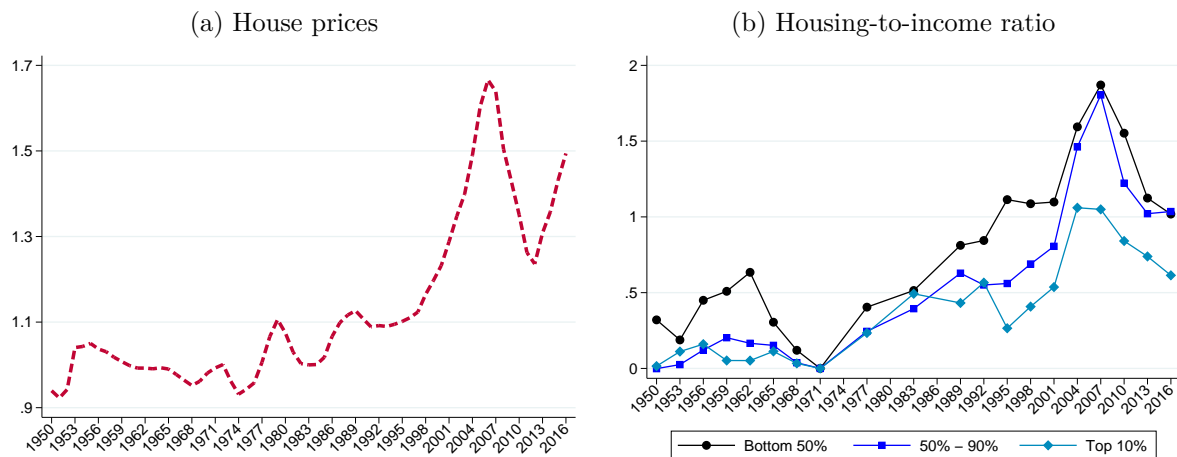 (a) House prices
1.7
1.5
1.3
1.1
.9
1950 1953 1956 1959 1962 1965 1968 1971 1974 1977 1980 1983 1986 1989 1992 1995 1998 2001 2004 2007 2010 2013 2016
(b) Housing-to-income ratio
2
1.5
1
.5
0
1950 1953 1956 1959 1962 1965 1968 1971 1974 1977 1980 1983 1986 1989 1992 1995 1998 2001 2004 2007 2010 2013 2016
Bottom 50% 50% − 90% Top 10%